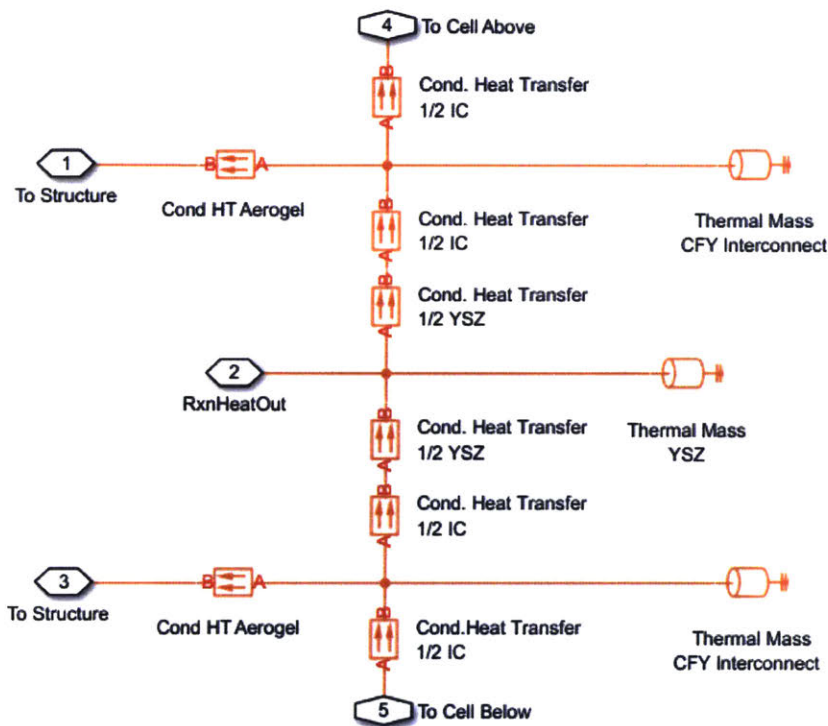 4
To Cell Above
B
Cond. Heat Transfer
1/2 IC
A
1
B
A
To Structure
Cond HT Aerogel
Thermal Mass
CFY Interconnect
B
Cond. Heat Transfer
1/2 IC
A
B
Cond. Heat Transfer
1/2 YSZ
A
2
RxnHeatOut
Thermal Mass
YSZ
B
Cond. Heat Transfer
1/2 YSZ
A
B
Cond. Heat Transfer
1/2 IC
A
3
B
A
To Structure
Cond HT Aerogel
Thermal Mass
CFY Interconnect
B
Cond.Heat Transfer
1/2 IC
A
5
To Cell Below